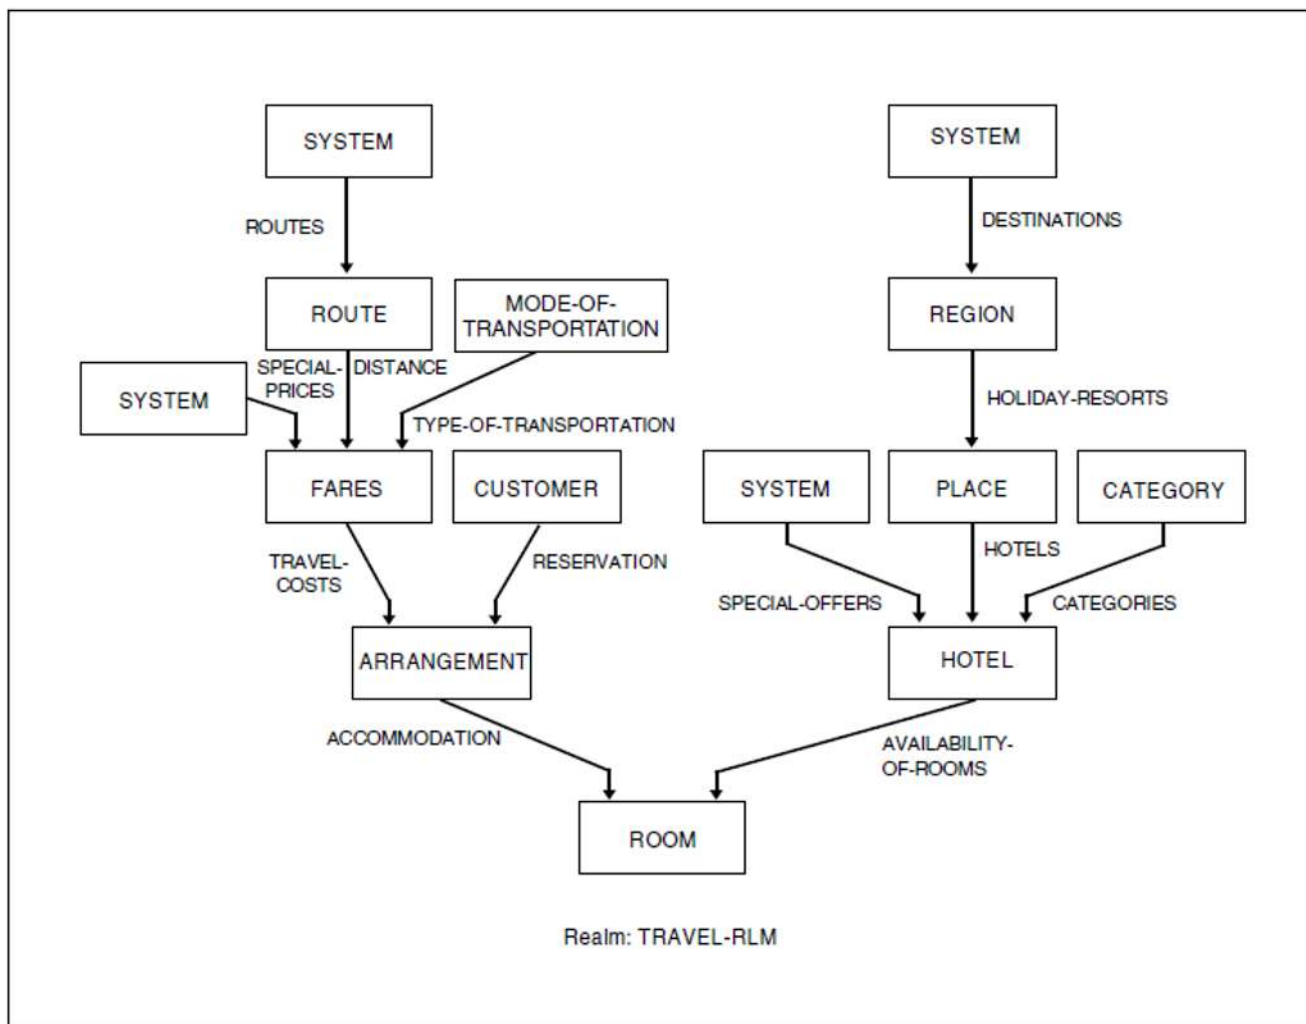 SYSTEM
SYSTEM
ROUTES
DESTINATIONS
ROUTE
MODE-OF-
TRANSPORTATION
REGION
SPECIAL-
PRICES
DISTANCE
SYSTEM
HOLIDAY-RESORTS
TYPE-OF-TRANSPORTATION
FARES
CUSTOMER
SYSTEM
PLACE
CATEGORY
TRAVEL-
COSTS
RESERVATION
HOTELS
SPECIAL-OFFERS
CATEGORIES
ARRANGEMENT
HOTEL
ACCOMMODATION
AVAILABILITY-
OF-ROOMS
ROOM
Realm: TRAVEL-RLM